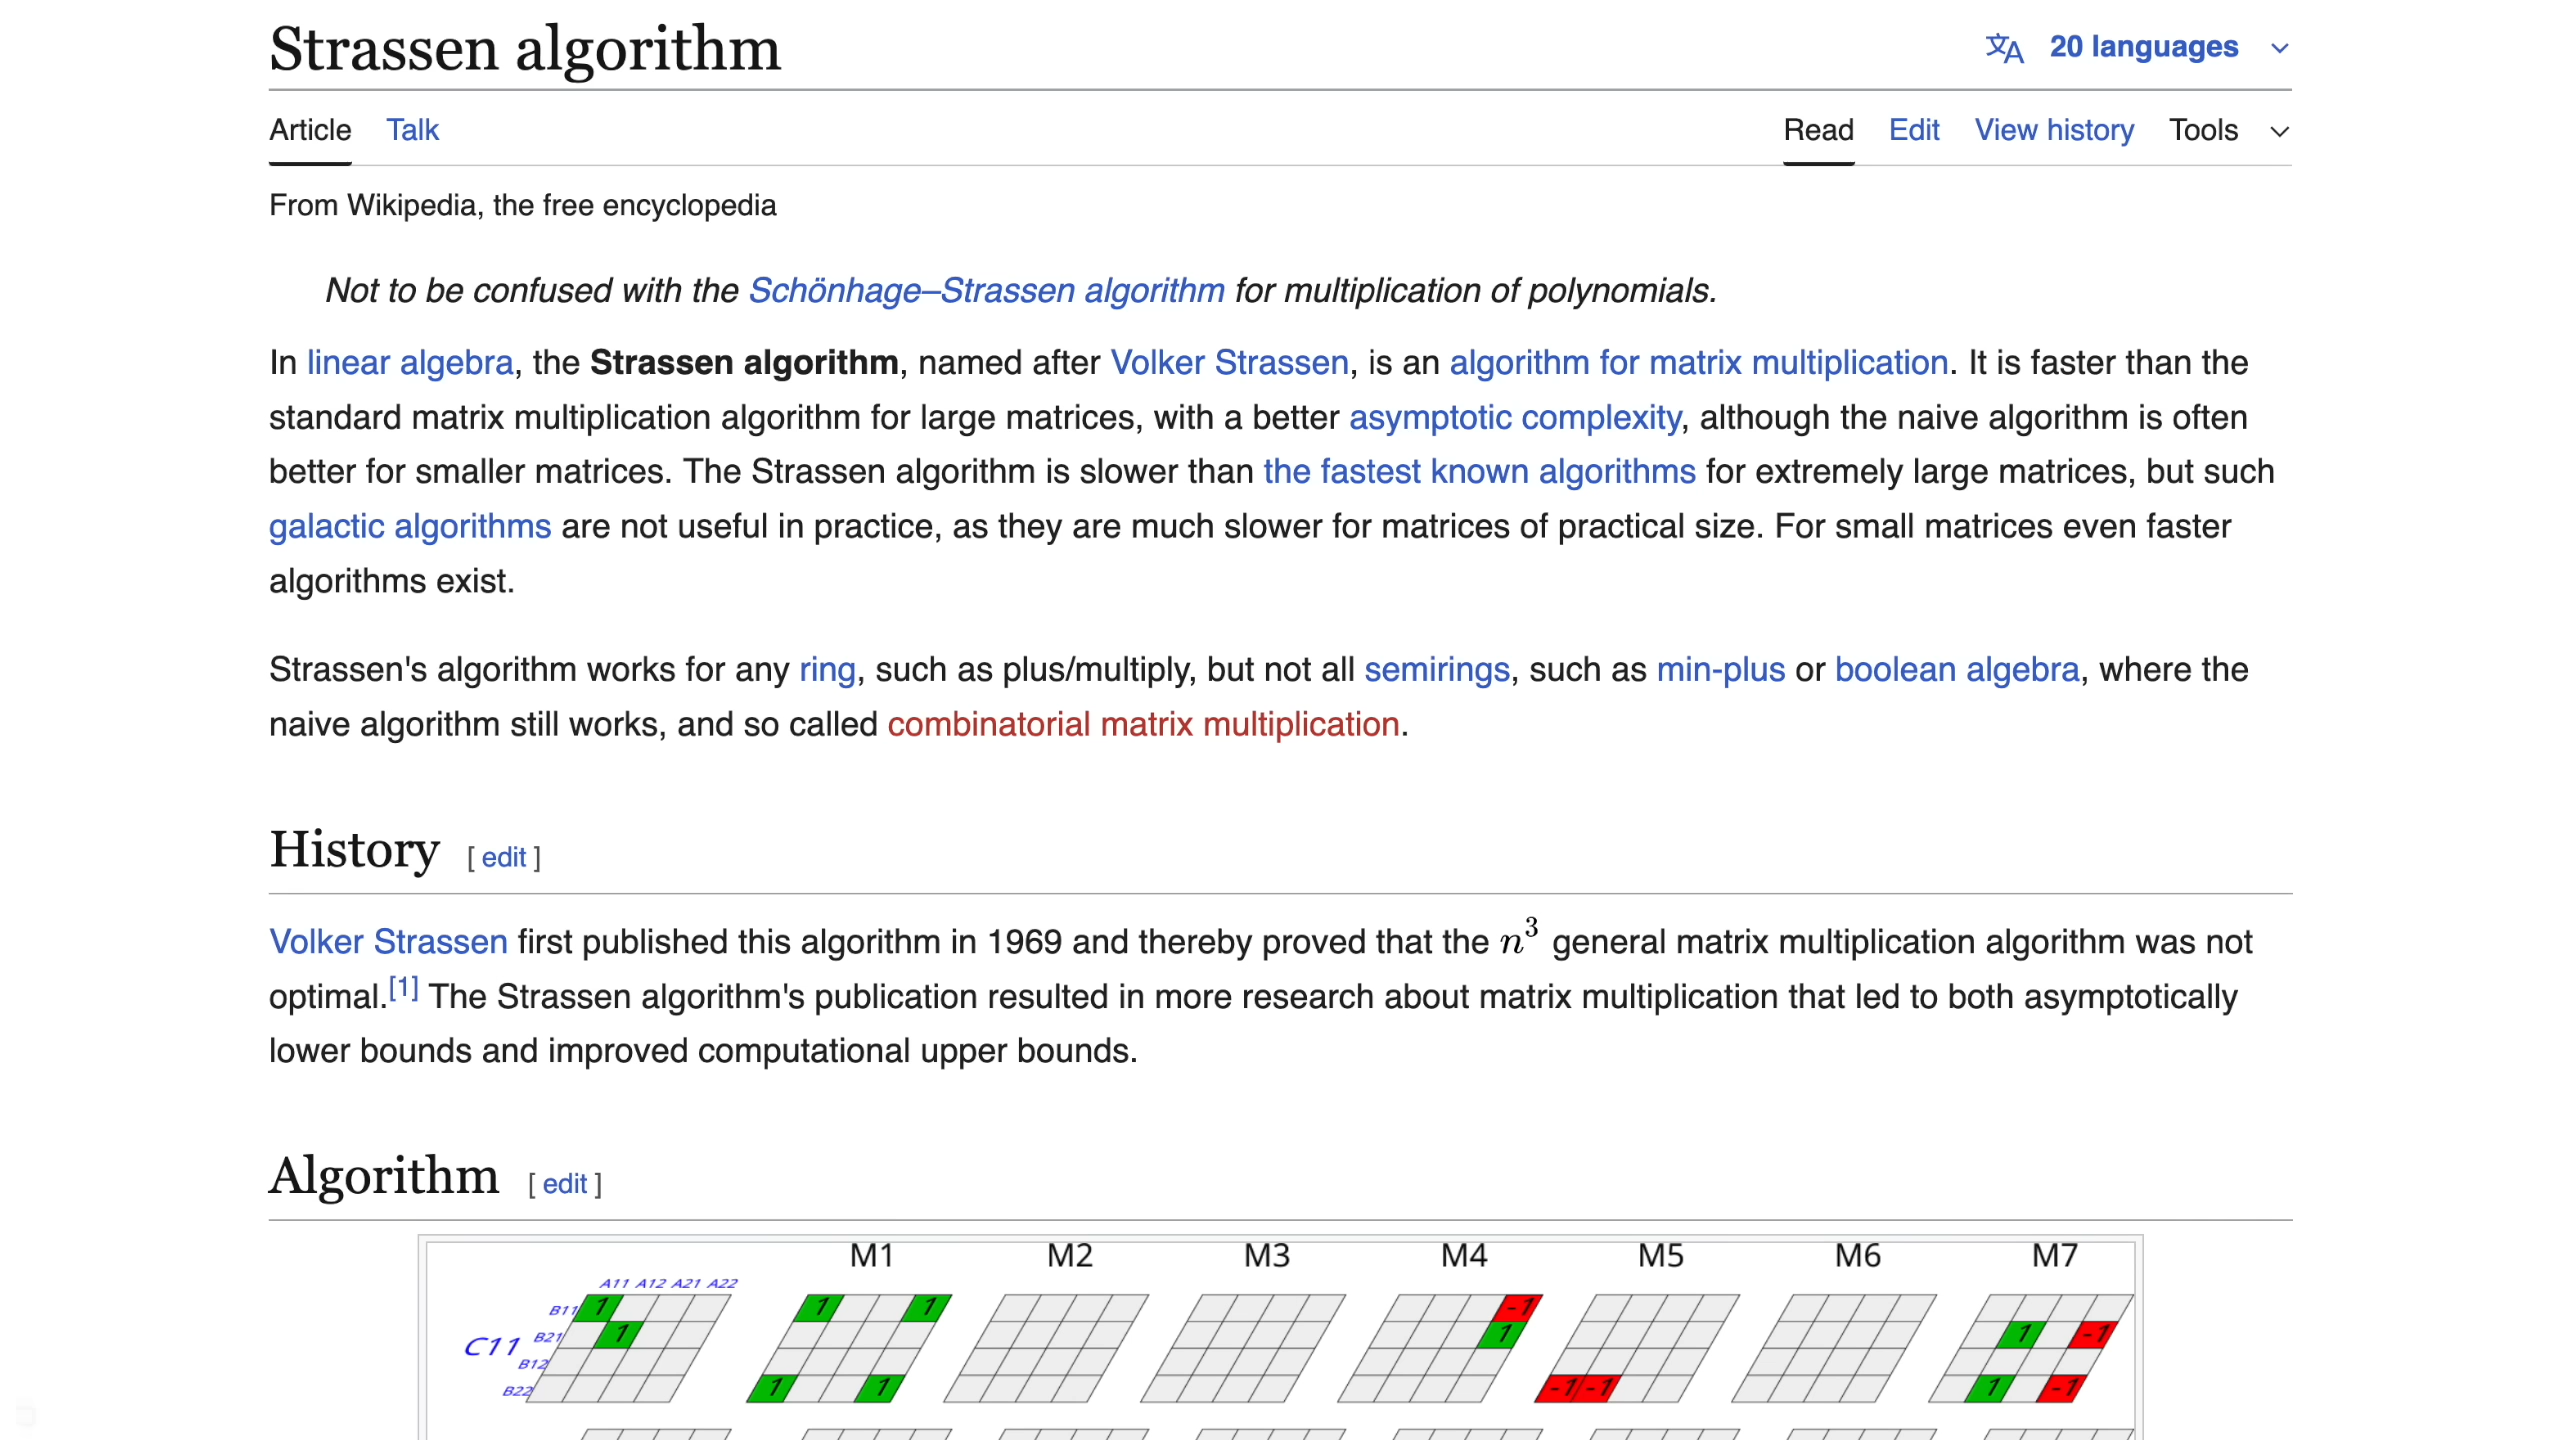 Strassen algorithm
文A 20 languages
Article Talk Read Edit View history Tools
From Wikipedia, the free encyclopedia
Not to be confused with the Schönhage–Strassen algorithm for multiplication of polynomials.
In linear algebra, the Strassen algorithm, named after Volker Strassen, is an algorithm for matrix multiplication. It is faster than the
standard matrix multiplication algorithm for large matrices, with a better asymptotic complexity, although the naive algorithm is often
better for smaller matrices. The Strassen algorithm is slower than the fastest known algorithms for extremely large matrices, but such
galactic algorithms are not useful in practice, as they are much slower for matrices of practical size. For small matrices even faster
algorithms exist.
Strassen's algorithm works for any ring, such as plus/multiply, but not all semirings, such as min-plus or boolean algebra, where the
naive algorithm still works, and so called combinatorial matrix multiplication.
History [ edit ]
Volker Strassen first published this algorithm in 1969 and thereby proved that the n³ general matrix multiplication algorithm was not
optimal.[1] The Strassen algorithm's publication resulted in more research about matrix multiplication that led to both asymptotically
lower bounds and improved computational upper bounds.
Algorithm [ edit ]
M1 M2 M3 M4 M5 M6 M7
A11 A12 A21 A22
B11 1 1 1 -1
C11 B21 1 1 1 -1
B12
B22 1 1 -1 -1 1 -1